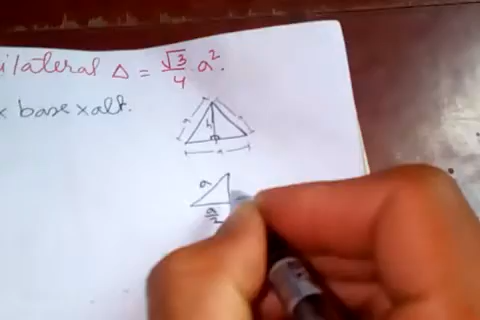 ilateral Δ = √3/4 a².
x base x alt.
a h a
a
a
a/2